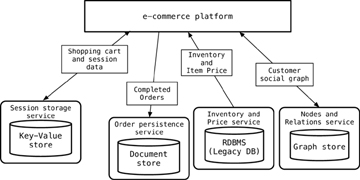 e-commerce platform
Shopping cart
and session
data
Inventory
and
Item Price
Customer
social graph
Completed
Orders
Session storage
service
Key-Value
store
Order persistence
service
Document
store
Inventory and
Price service
RDBMS
(Legacy DB)
Nodes and
Relations service
Graph store